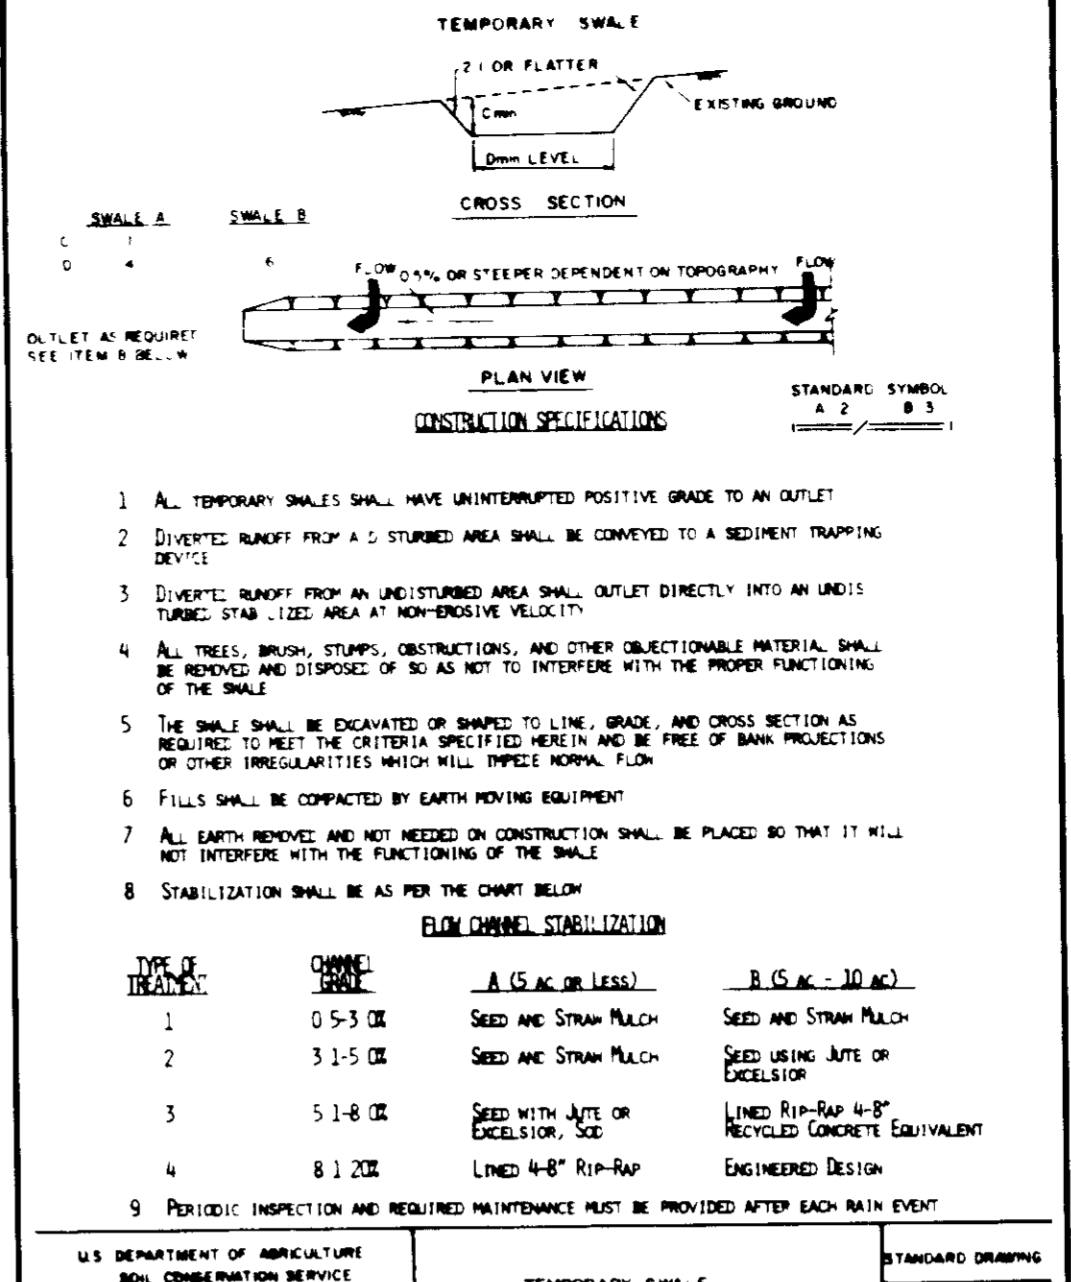 TEMPORARY SWALE
2 1 OR FLATTER
EXISTING GROUND
C min
Dmin LEVEL
CROSS SECTION
SWALE A SWALE B
C 1
D 4 6
FLOW 0.5% OR STEEPER DEPENDENT ON TOPOGRAPHY FLOW
OUTLET AS REQUIRED
SEE ITEM 8 BELOW
PLAN VIEW
STANDARD SYMBOL
A 2 B 3
CONSTRUCTION SPECIFICATIONS
1 ALL TEMPORARY SWALES SHALL HAVE UNINTERRUPTED POSITIVE GRADE TO AN OUTLET
2 DIVERTED RUNOFF FROM A DISTURBED AREA SHALL BE CONVEYED TO A SEDIMENT TRAPPING
DEVICE
3 DIVERTED RUNOFF FROM AN UNDISTURBED AREA SHALL OUTLET DIRECTLY INTO AN UNDIS
TURBED STABILIZED AREA AT NON-EROSIVE VELOCITY
4 ALL TREES, BRUSH, STUMPS, OBSTRUCTIONS, AND OTHER OBJECTIONABLE MATERIAL SHALL
BE REMOVED AND DISPOSED OF SO AS NOT TO INTERFERE WITH THE PROPER FUNCTIONING
OF THE SWALE
5 THE SWALE SHALL BE EXCAVATED OR SHAPED TO LINE, GRADE, AND CROSS SECTION AS
REQUIRED TO MEET THE CRITERIA SPECIFIED HEREIN AND BE FREE OF BANK PROJECTIONS
OR OTHER IRREGULARITIES WHICH WILL IMPEDE NORMAL FLOW
6 FILLS SHALL BE COMPACTED BY EARTH MOVING EQUIPMENT
7 ALL EARTH REMOVED AND NOT NEEDED ON CONSTRUCTION SHALL BE PLACED SO THAT IT WILL
NOT INTERFERE WITH THE FUNCTIONING OF THE SWALE
8 STABILIZATION SHALL BE AS PER THE CHART BELOW
FLOW CHANNEL STABILIZATION
TYPE OF TREATMENT CHANNEL GRADE A (5 AC OR LESS) B (5 AC - 10 AC)
1 0 5-3 0% SEED AND STRAW MULCH SEED AND STRAW MULCH
2 3 1-5 0% SEED AND STRAW MULCH SEED USING JUTE OR
EXCELSIOR
3 5 1-8 0% SEED WITH JUTE OR LINED RIP-RAP 4-8"
EXCELSIOR, SOD RECYCLED CONCRETE EQUIVALENT
4 8 1 20% LINED 4-8" RIP-RAP ENGINEERED DESIGN
9 PERIODIC INSPECTION AND REQUIRED MAINTENANCE MUST BE PROVIDED AFTER EACH RAIN EVENT
U.S DEPARTMENT OF AGRICULTURE
SOIL CONSERVATION SERVICE
TEMPORARY SWALE
STANDARD DRAWING